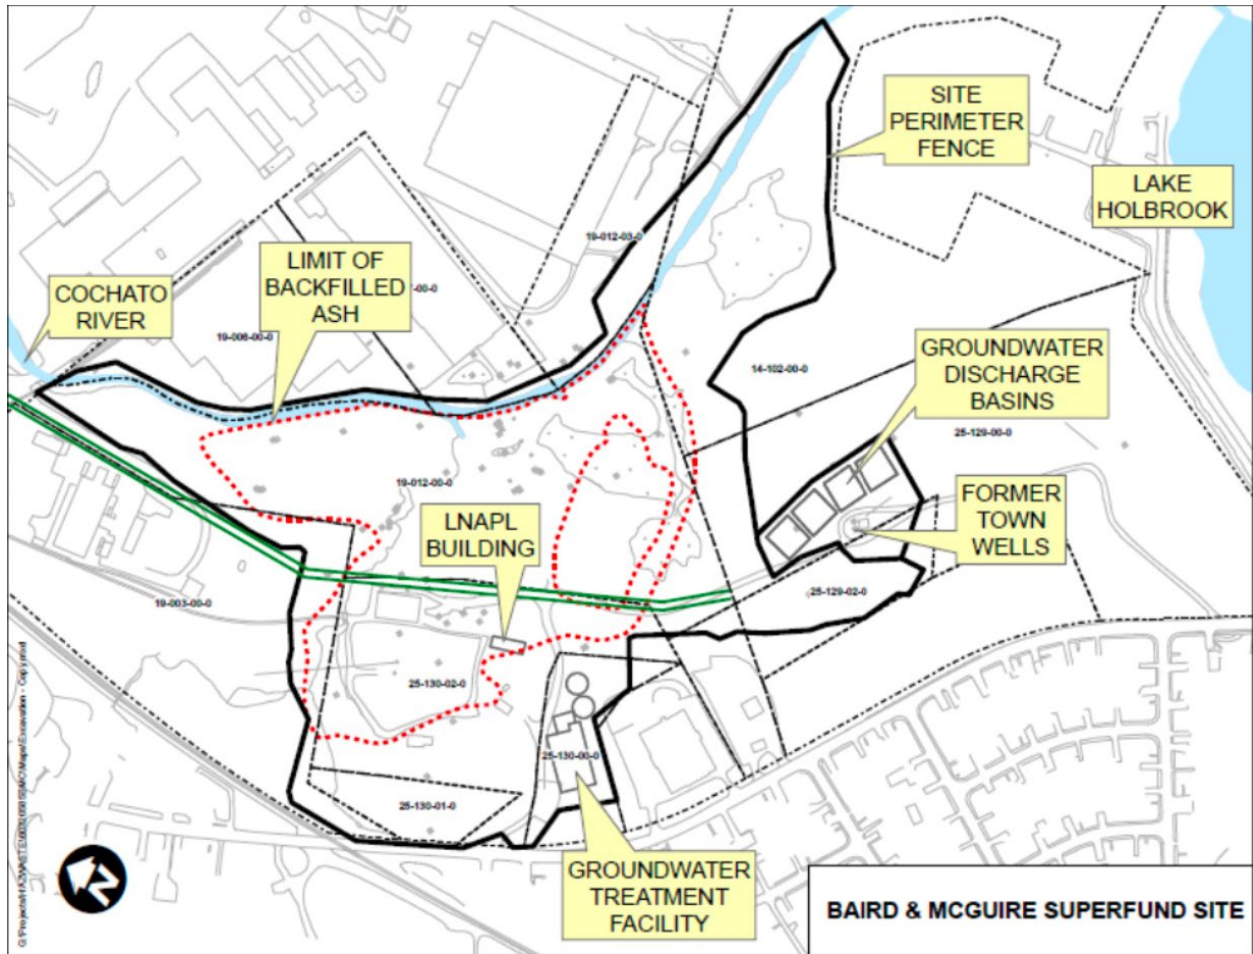 SITE
PERIMETER
FENCE
LAKE
HOLBROOK
19-012-03-0
LIMIT OF
BACKFILLED
ASH
COCHATO
RIVER
-00-0
19-006-00-0
GROUNDWATER
DISCHARGE
BASINS
14-102-00-0
25-129-00-0
19-012-00-0
LNAPL
BUILDING
FORMER
TOWN
WELLS
19-003-00-0
25-129-02-0
25-130-02-0
25-130-00-0
25-130-01-0
GROUNDWATER
TREATMENT
FACILITY
N
BAIRD & MCGUIRE SUPERFUND SITE